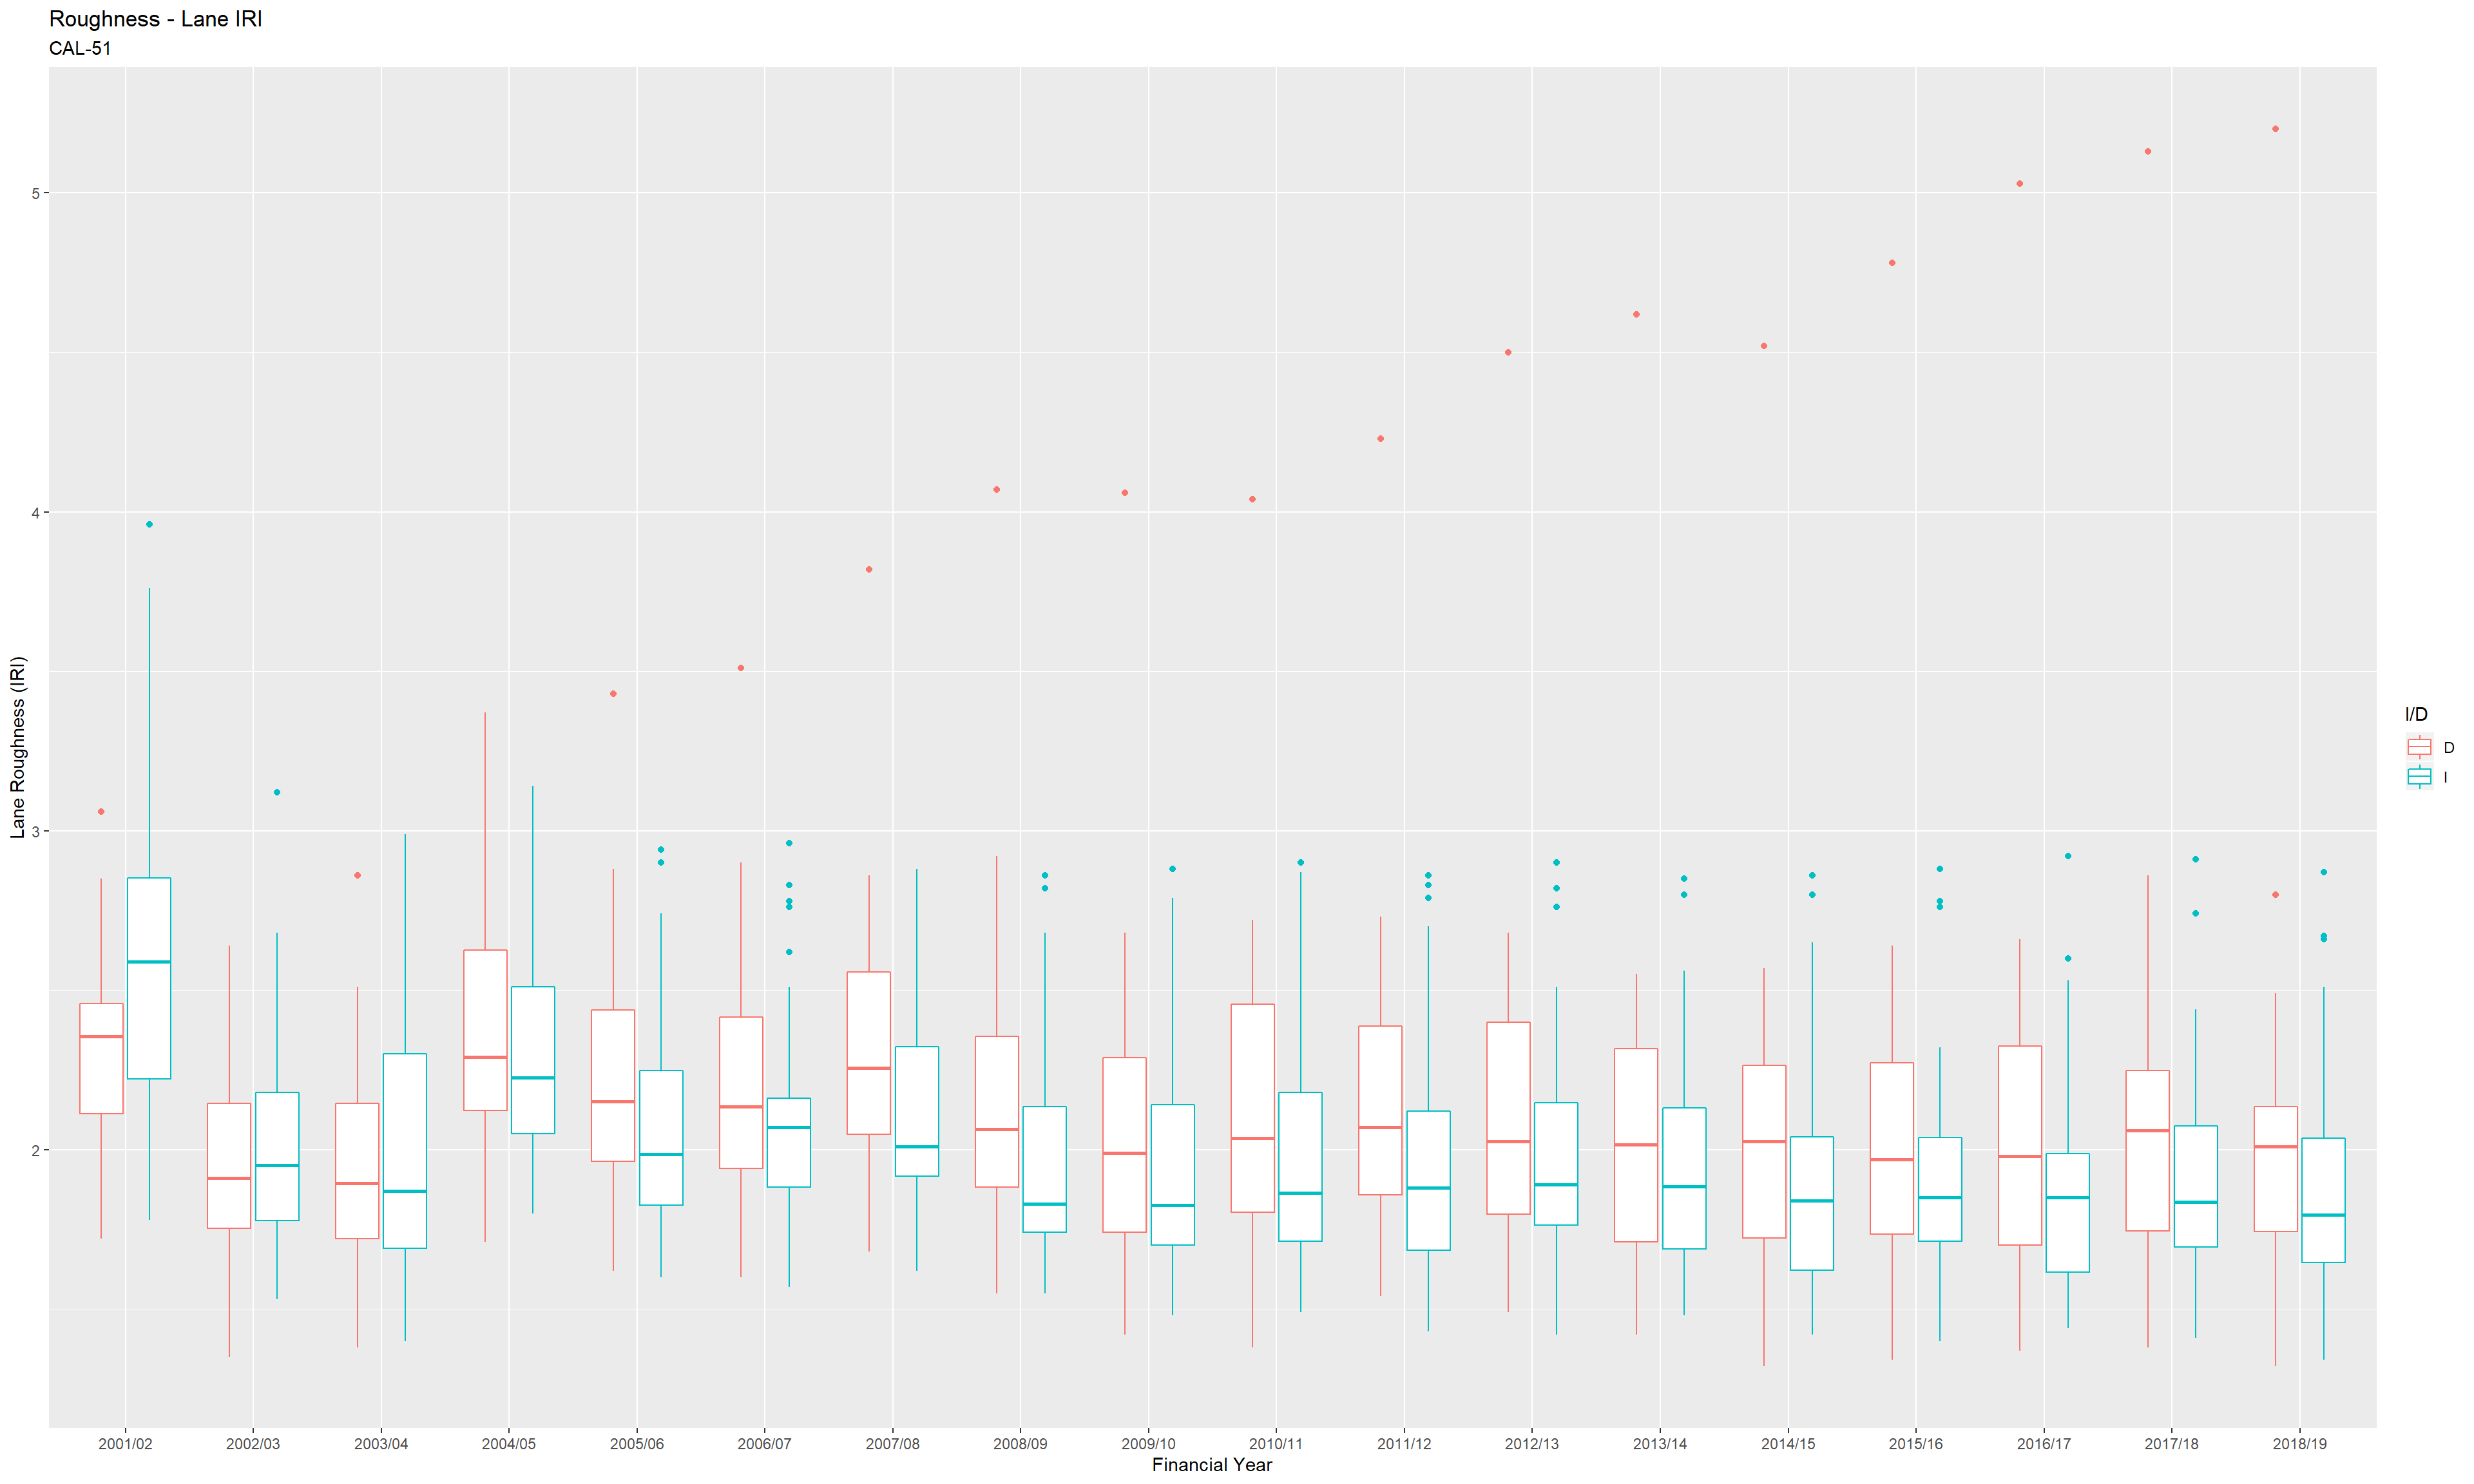 Roughness - Lane IRI
CAL-51
5
4
3
2
Lane Roughness (IRI)
2001/02 2002/03 2003/04 2004/05 2005/06 2006/07 2007/08 2008/09 2009/10 2010/11 2011/12 2012/13 2013/14 2014/15 2015/16 2016/17 2017/18 2018/19
Financial Year
I/D
D
I